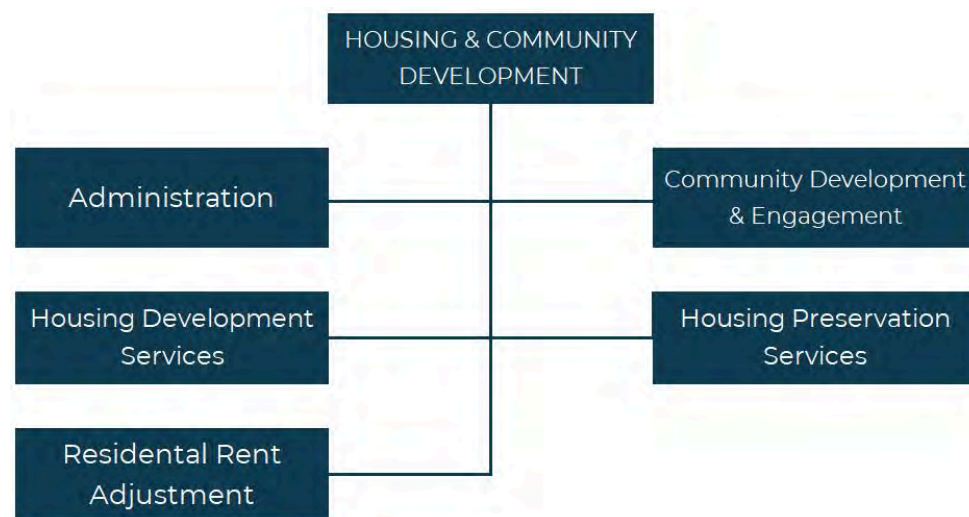 HOUSING & COMMUNITY
DEVELOPMENT
Administration
Community Development
& Engagement
Housing Development
Services
Housing Preservation
Services
Residental Rent
Adjustment